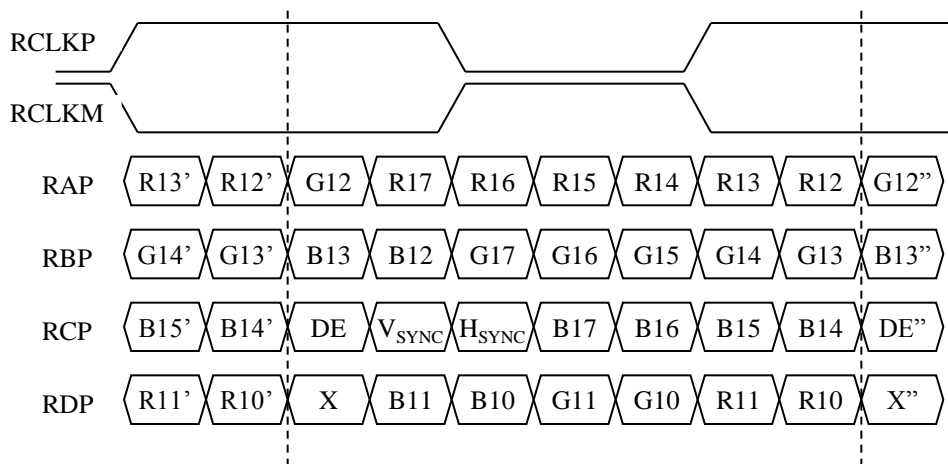 RCLKP
RCLKM
RAP R13’ R12’ G12 R17 R16 R15 R14 R13 R12 G12”
RBP G14’ G13’ B13 B12 G17 G16 G15 G14 G13 B13”
RCP B15’ B14’ DE VSYNC HSYNC B17 B16 B15 B14 DE”
RDP R11’ R10’ X B11 B10 G11 G10 R11 R10 X”